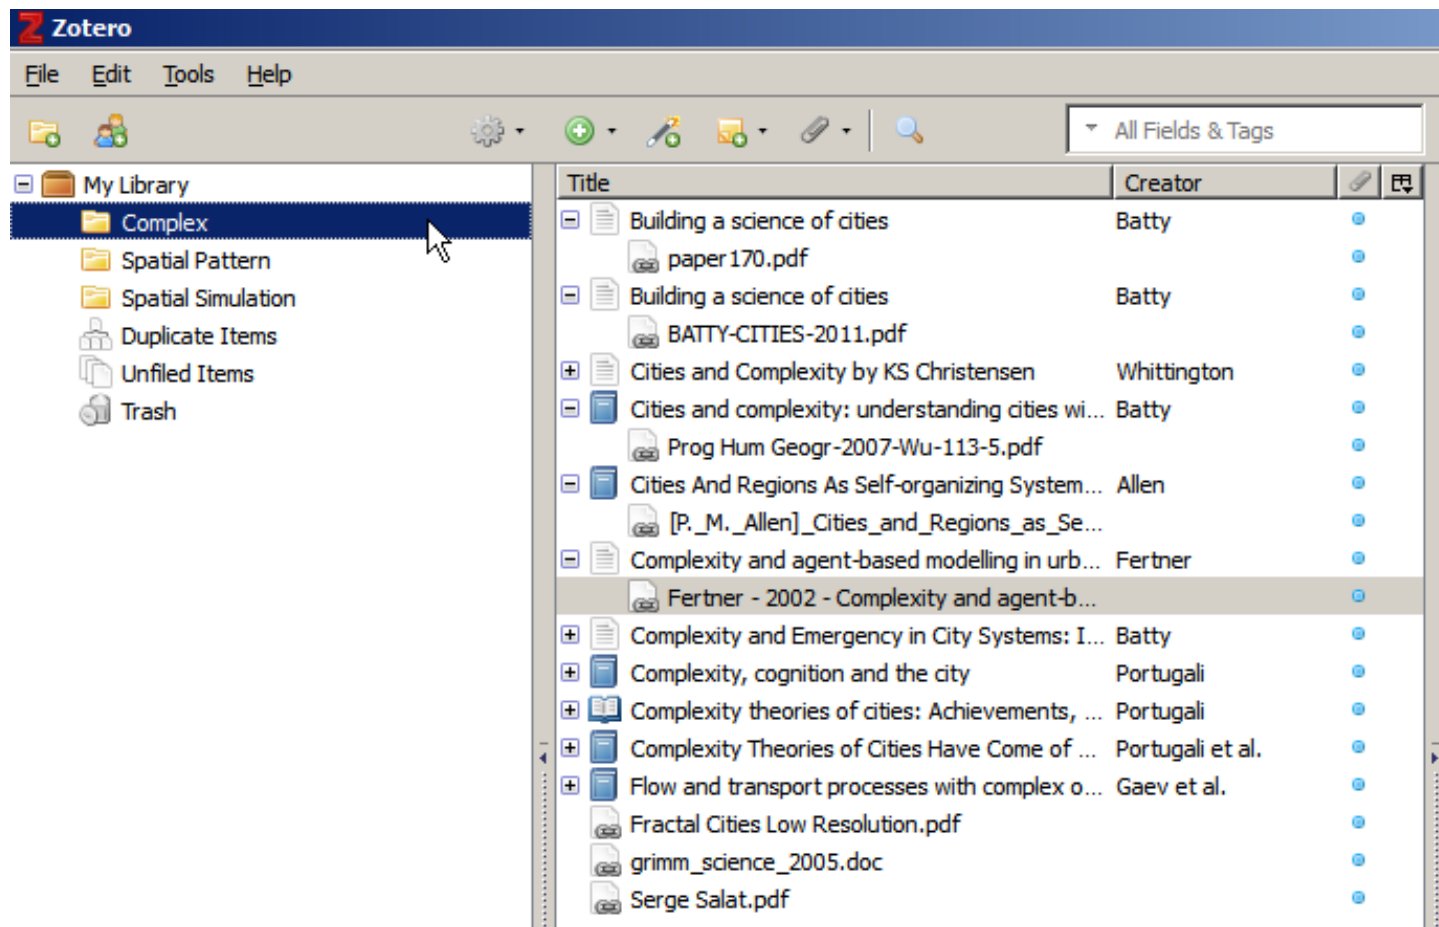 Zotero
File Edit Tools Help
All Fields & Tags
My Library
Complex
Spatial Pattern
Spatial Simulation
Duplicate Items
Unfiled Items
Trash
Title Creator
Building a science of cities Batty
paper170.pdf
Building a science of cities Batty
BATTY-CITIES-2011.pdf
Cities and Complexity by KS Christensen Whittington
Cities and complexity: understanding cities wi... Batty
Prog Hum Geogr-2007-Wu-113-5.pdf
Cities And Regions As Self-organizing System... Allen
[P._M._Allen]_Cities_and_Regions_as_Se...
Complexity and agent-based modelling in urb... Fertner
Fertner - 2002 - Complexity and agent-b...
Complexity and Emergency in City Systems: I... Batty
Complexity, cognition and the city Portugali
Complexity theories of cities: Achievements, ... Portugali
Complexity Theories of Cities Have Come of ... Portugali et al.
Flow and transport processes with complex o... Gaev et al.
Fractal Cities Low Resolution.pdf
grimm_science_2005.doc
Serge Salat.pdf